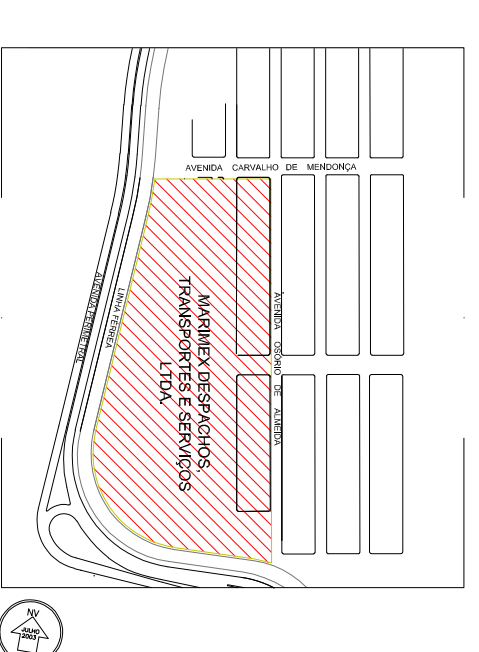 AVENIDA CARVALHO DE MENDONÇA
AVENIDA PERIMETRAL
LINHA FÉRREA
MARIMEX DESPACHOS,
TRANSPORTES E SERVIÇOS
LTDA.
AVENIDA OSÓRIO DE ALMEIDA
NV
JULHO
2003